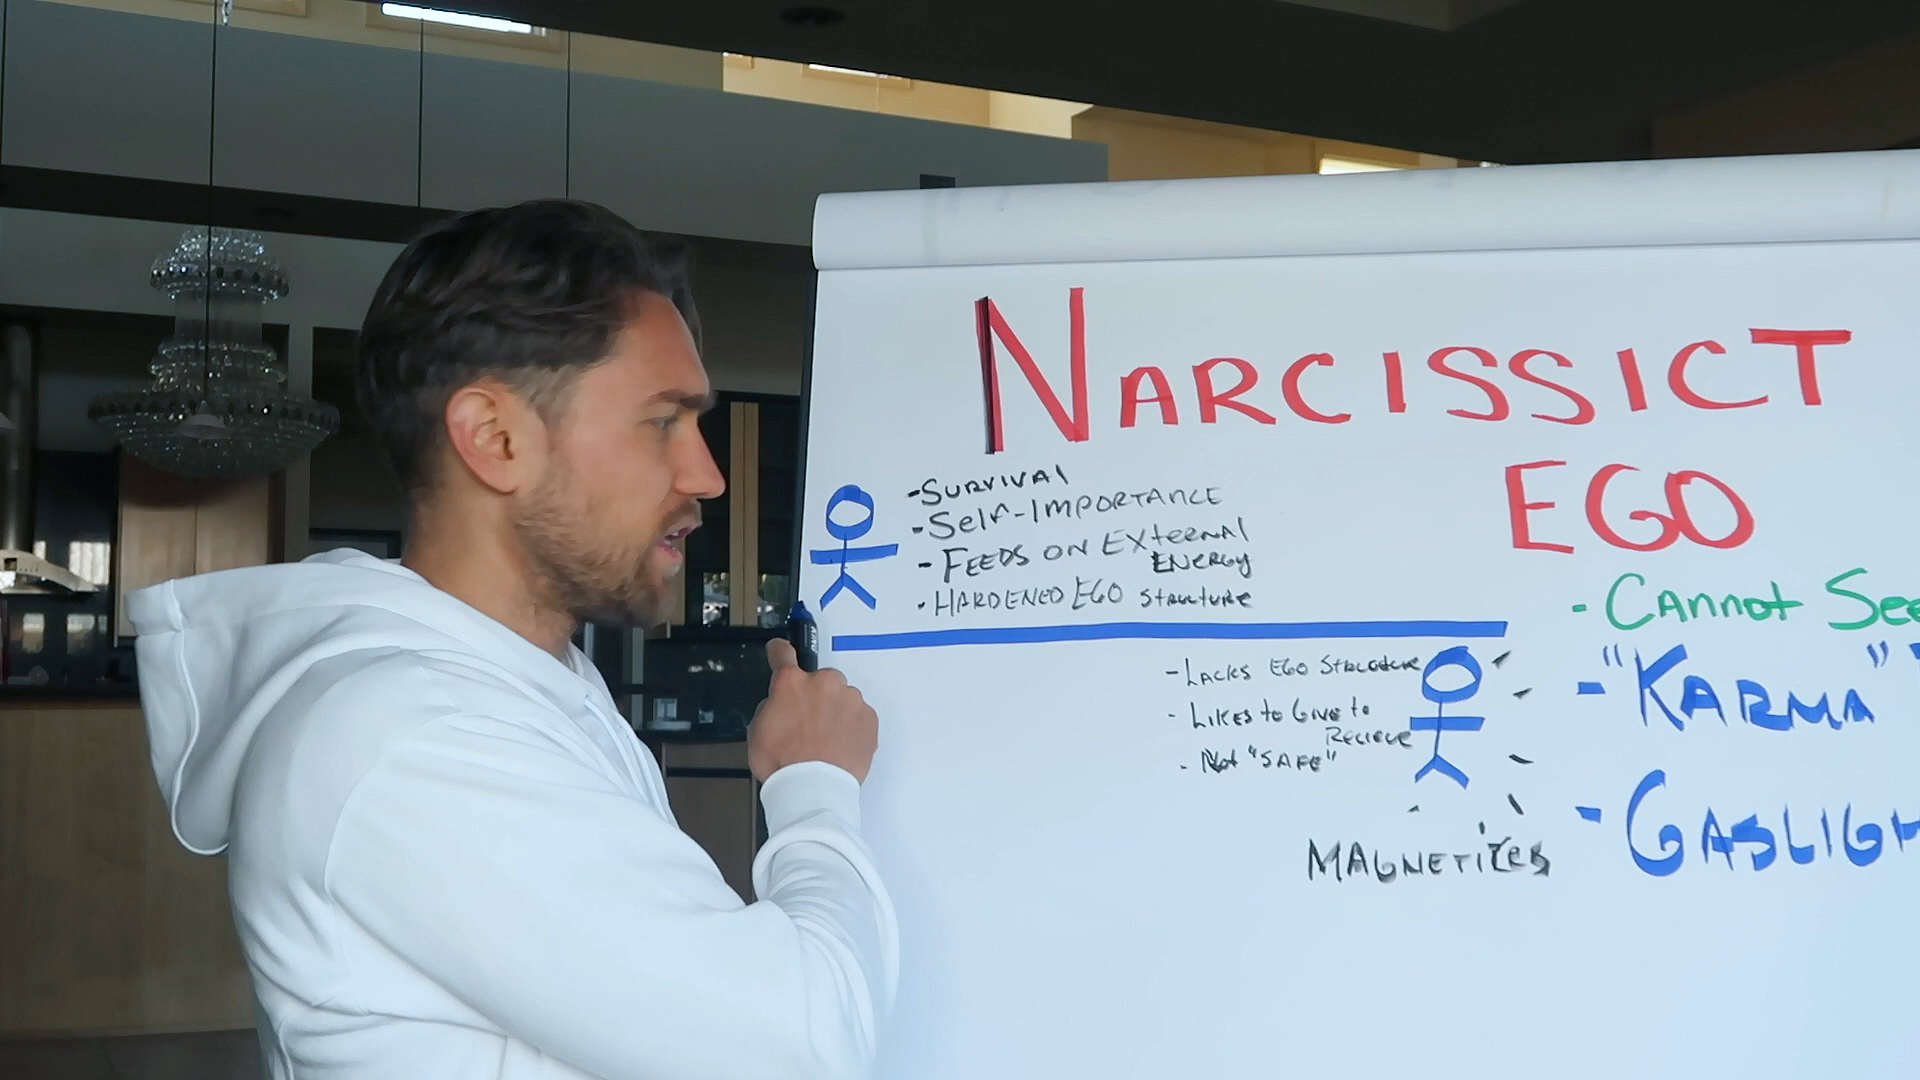 NARCISSICT
EGO
-SURVIVAl
-Self-IMPORTANCE
-FEEDS ON EXternal
ENERGY
-HARDENED EGO Structure
-LACKS EGO Structure
-LIKES to GIVE to
RECIEVE
-Not "SAFE"
MAGNETIZES
-CANNOT See
-"KARMA"
-GASLIGH